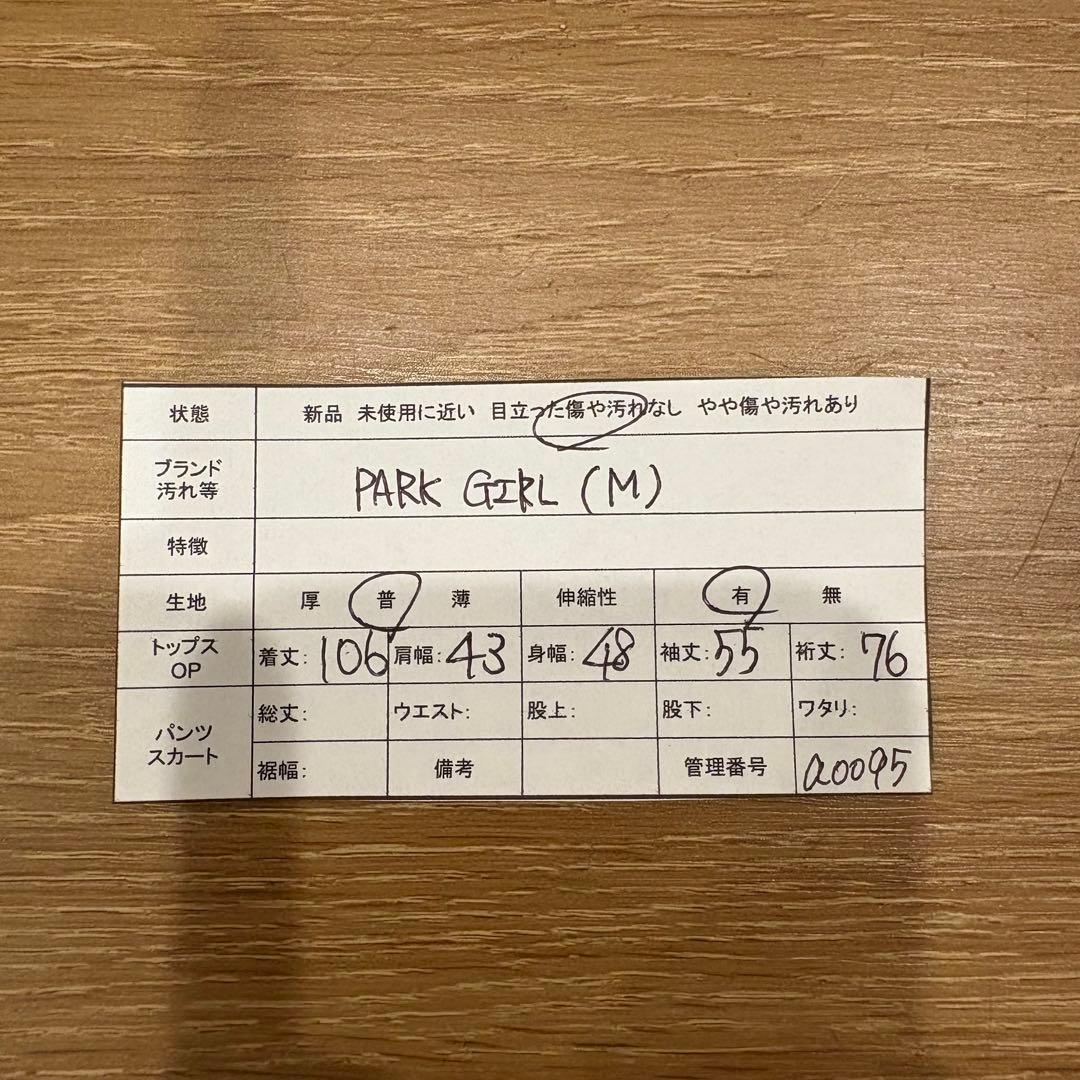 状態 新品 未使用に近い 目立った傷や汚れなし やや傷や汚れあり
ブランド
汚れ等
PARK GIRL (M)
特徴
生地 厚 普 薄 伸縮性 有 無
トップス
OP
着丈: 106 肩幅: 43 身幅: 48 袖丈: 55 裄丈: 76
パンツ
スカート
総丈: ウエスト: 股上: 股下: ワタリ:
裾幅: 備考 管理番号 a0095